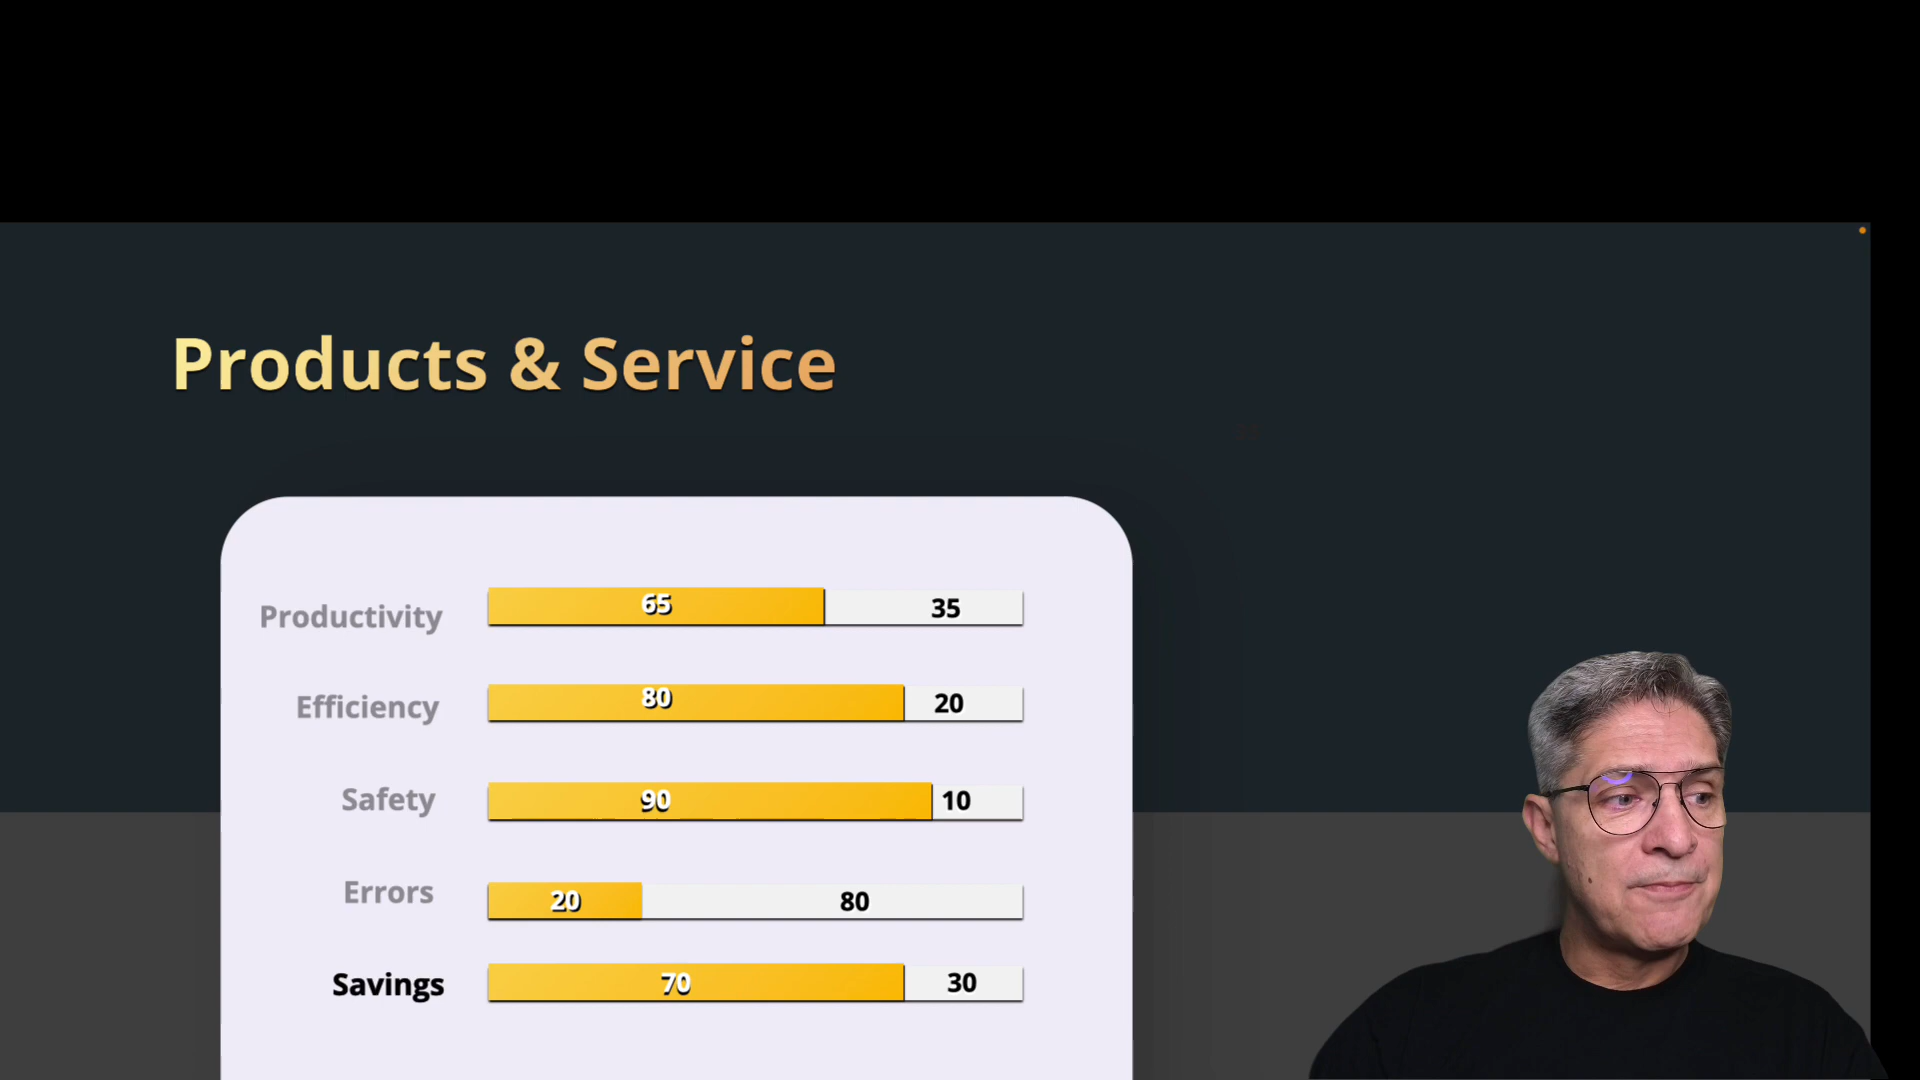 Products & Service
Productivity 65 35
Efficiency 80 20
Safety 90 10
Errors 20 80
Savings 70 30